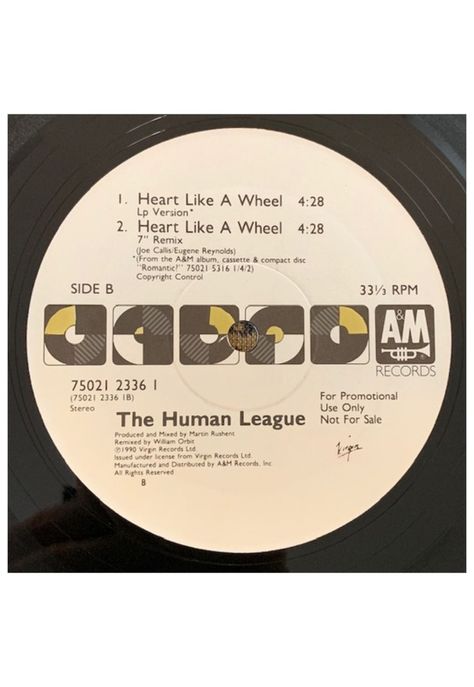 1. Heart Like A Wheel 4:28
Lp Version*
2. Heart Like A Wheel 4:28
7" Remix
(Joe Callis/Eugene Reynolds)
*(From the A&M album, cassette & compact disc
"Romantic?" 75021 5316 1/4/2)
Copyright Control
SIDE B
33⅓ RPM
A&M
RECORDS
75021 2336 1
(75021 2336 1B)
Stereo
For Promotional
Use Only
Not For Sale
The Human League
Produced and Mixed by Martin Rushent
Remixed by William Orbit
℗1990 Virgin Records Ltd
Issued under license from Virgin Records Ltd.
Manufactured and Distributed by A&M Records, Inc
All Rights Reserved
B
Virgin